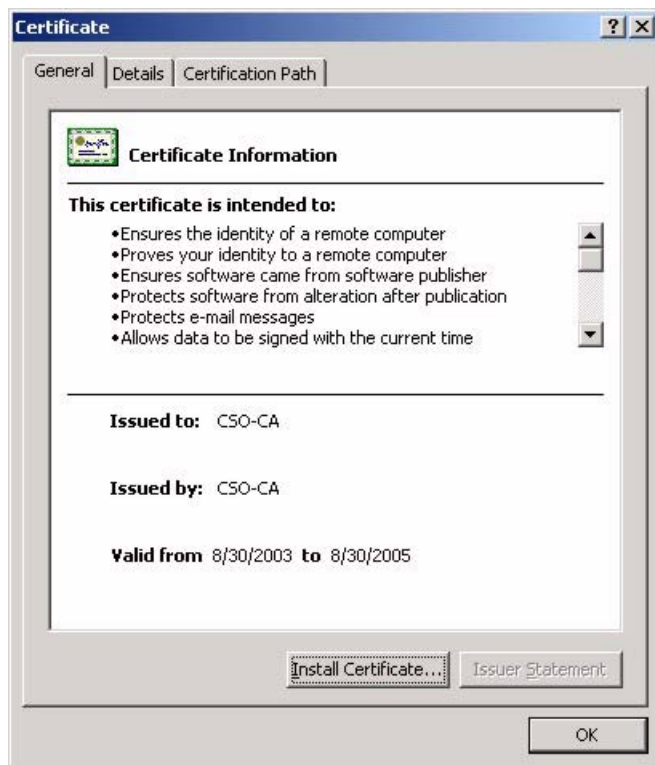 Certificate
General Details Certification Path
Certificate Information
This certificate is intended to:
•Ensures the identity of a remote computer
•Proves your identity to a remote computer
•Ensures software came from software publisher
•Protects software from alteration after publication
•Protects e-mail messages
•Allows data to be signed with the current time
Issued to: CSO-CA
Issued by: CSO-CA
Valid from 8/30/2003 to 8/30/2005
Install Certificate... Issuer Statement
OK